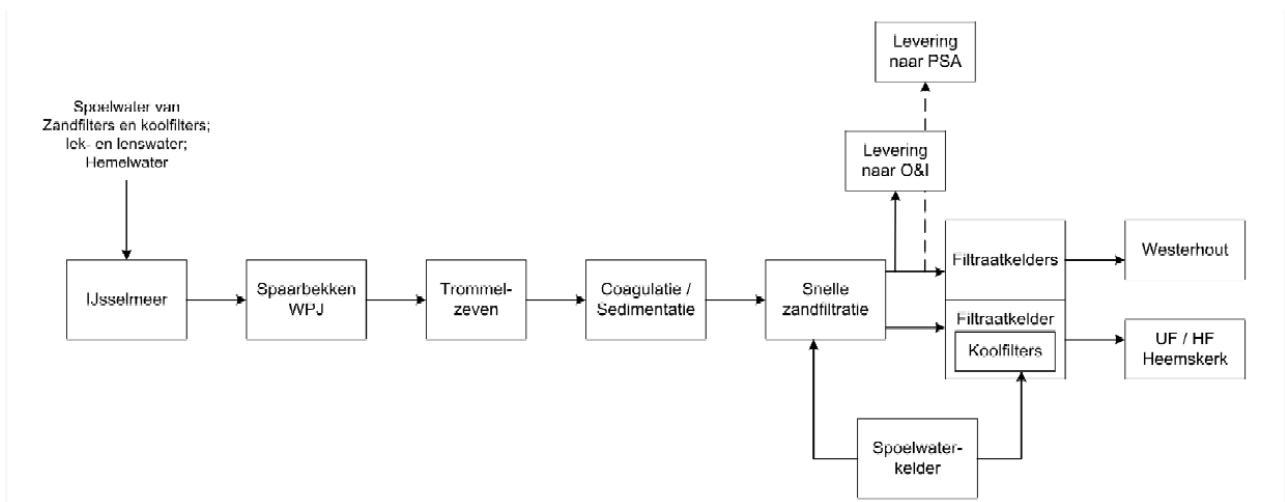 Levering
naar PSA
Spoelwater van
Zandfilters en koolfilters;
lek- en lenswater;
Hemelwater
Levering
naar O&I
IJsselmeer
Spaarbekken
WPJ
Trommel-
zeven
Coagulatie /
Sedimentatie
Snelle
zandfiltratie
Filtraatkelders
Westerhout
Filtraatkelder
Koolfilters
UF / HF
Heemskerk
Spoelwater-
kelder